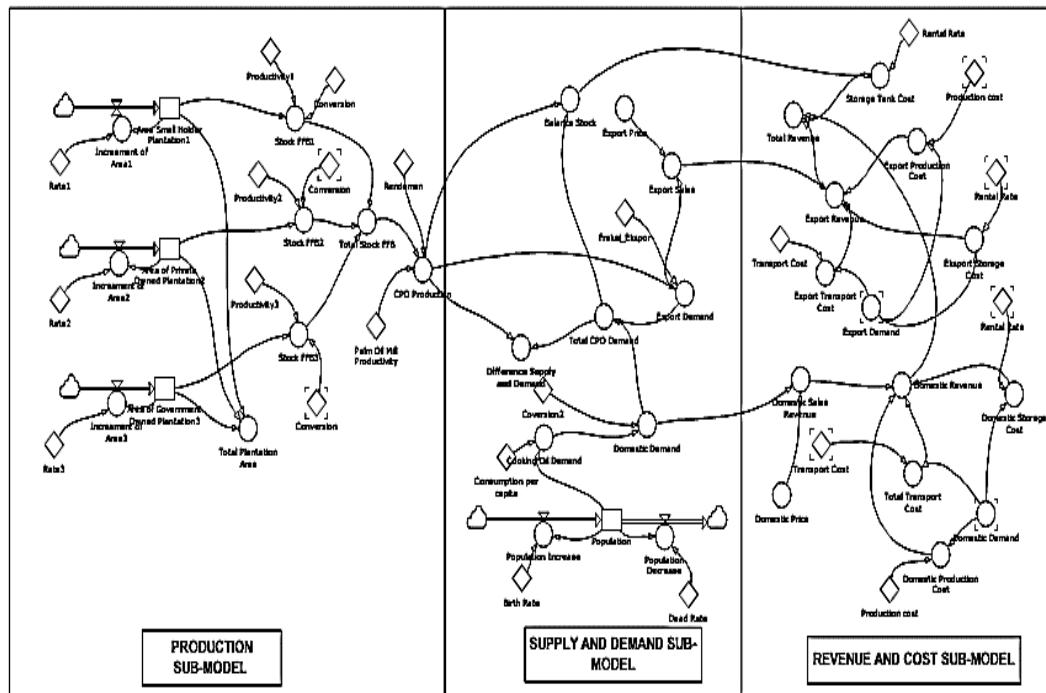 Productivity1
Conversion
Area Small Holder
Plantation1
Increament of Area1
Rate1
Stock FFB1
Productivity2
Conversion
Rendemen
Area of Private
Owned Plantation2
Increament of Area2
Rate2
Stock FFB2
Total Stock FFB
CPO Production
Productivity3
Palm Oil Mill
Productivity
Stock FFB3
Area of Government
Owned Plantation3
Increament of Area3
Rate3
Total Plantation
Area
Conversion
PRODUCTION
SUB-MODEL
Balance Stock
Export Price
Export Sales
Fraksi_Ekspor
Export Demand
Total CPO Demand
Difference Supply
and Demand
Coversion2
Domestic Demand
Cooking Oil Demand
Consumption per
capita
Population
Population Increase
Population
Decrease
Birth Rate
Dead Rate
SUPPLY AND DEMAND SUB-
MODEL
Rental Rate
Storage Tank Cost
Production cost
Total Revenue
Export Production
Cost
Export Revenue
Rental Rate
Transport Cost
Eksport Storage
Cost
Export Transport
Cost
Export Demand
Rental Rate
Domestic Sales
Revenue
Domestic Revenue
Domestic Storage
Cost
Transport Cost
Total Transport
Cost
Domestic Price
Domestic Demand
Domestic Production
Cost
Production cost
REVENUE AND COST SUB-MODEL